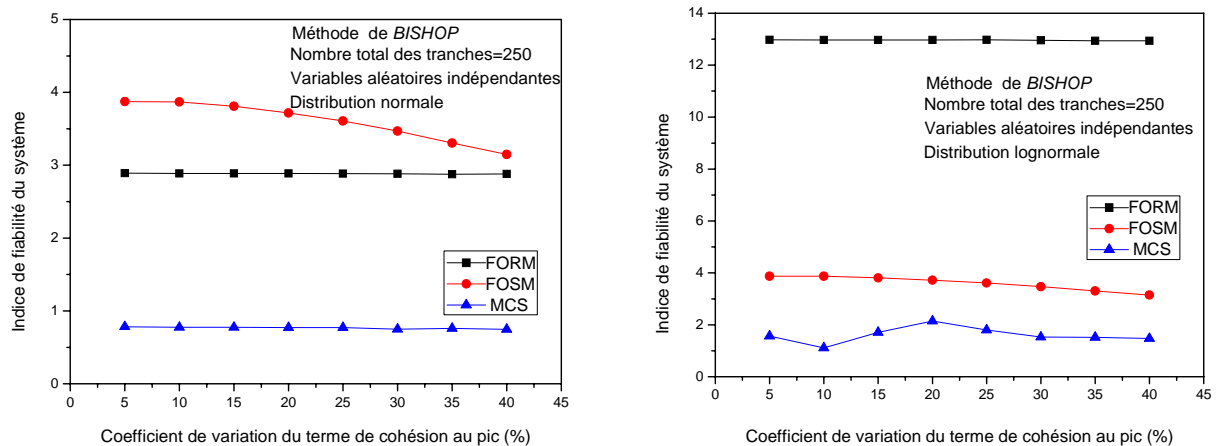 Méthode de BISHOP
Nombre total des tranches=250
Variables aléatoires indépendantes
Distribution normale
FORM
FOSM
MCS
Indice de fiabilité du système
5
4
3
2
1
0
0 5 10 15 20 25 30 35 40 45
Coefficient de variation du terme de cohésion au pic (%)
Méthode de BISHOP
Nombre total des tranches=250
Variables aléatoires indépendantes
Distribution lognormale
FORM
FOSM
MCS
Indice de fiabilité du système
14
12
10
8
6
4
2
0
0 5 10 15 20 25 30 35 40 45
Coefficient de variation du terme de cohésion au pic (%)